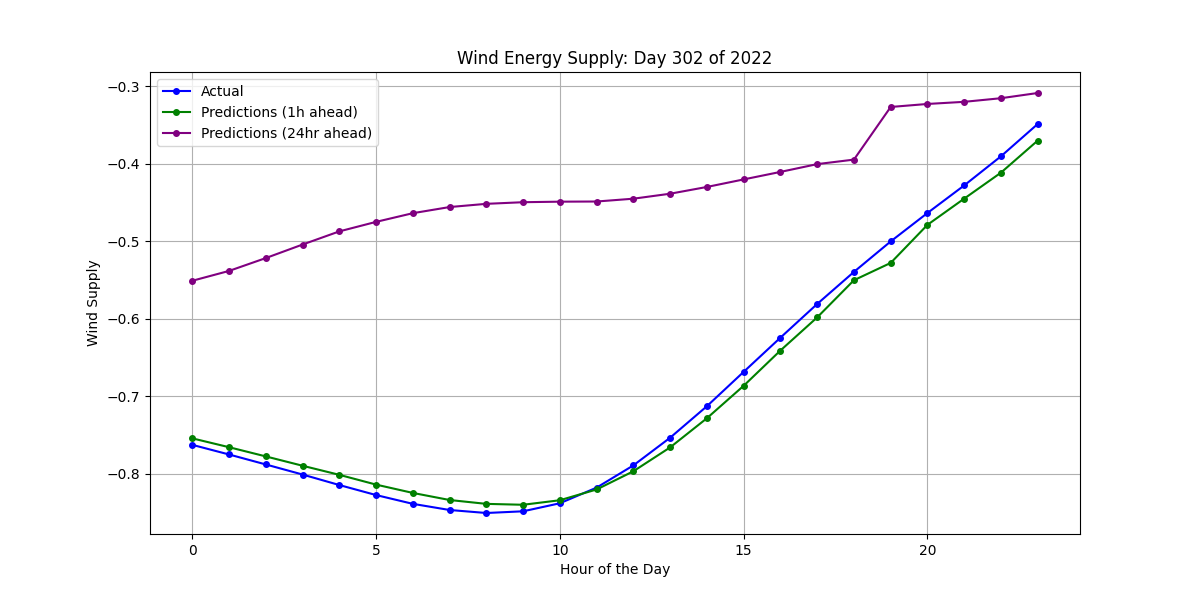 Wind Energy Supply: Day 302 of 2022
Actual
Predictions (1h ahead)
Predictions (24hr ahead)
−0.3
−0.4
−0.5
−0.6
−0.7
−0.8
Wind Supply
0 5 10 15 20
Hour of the Day